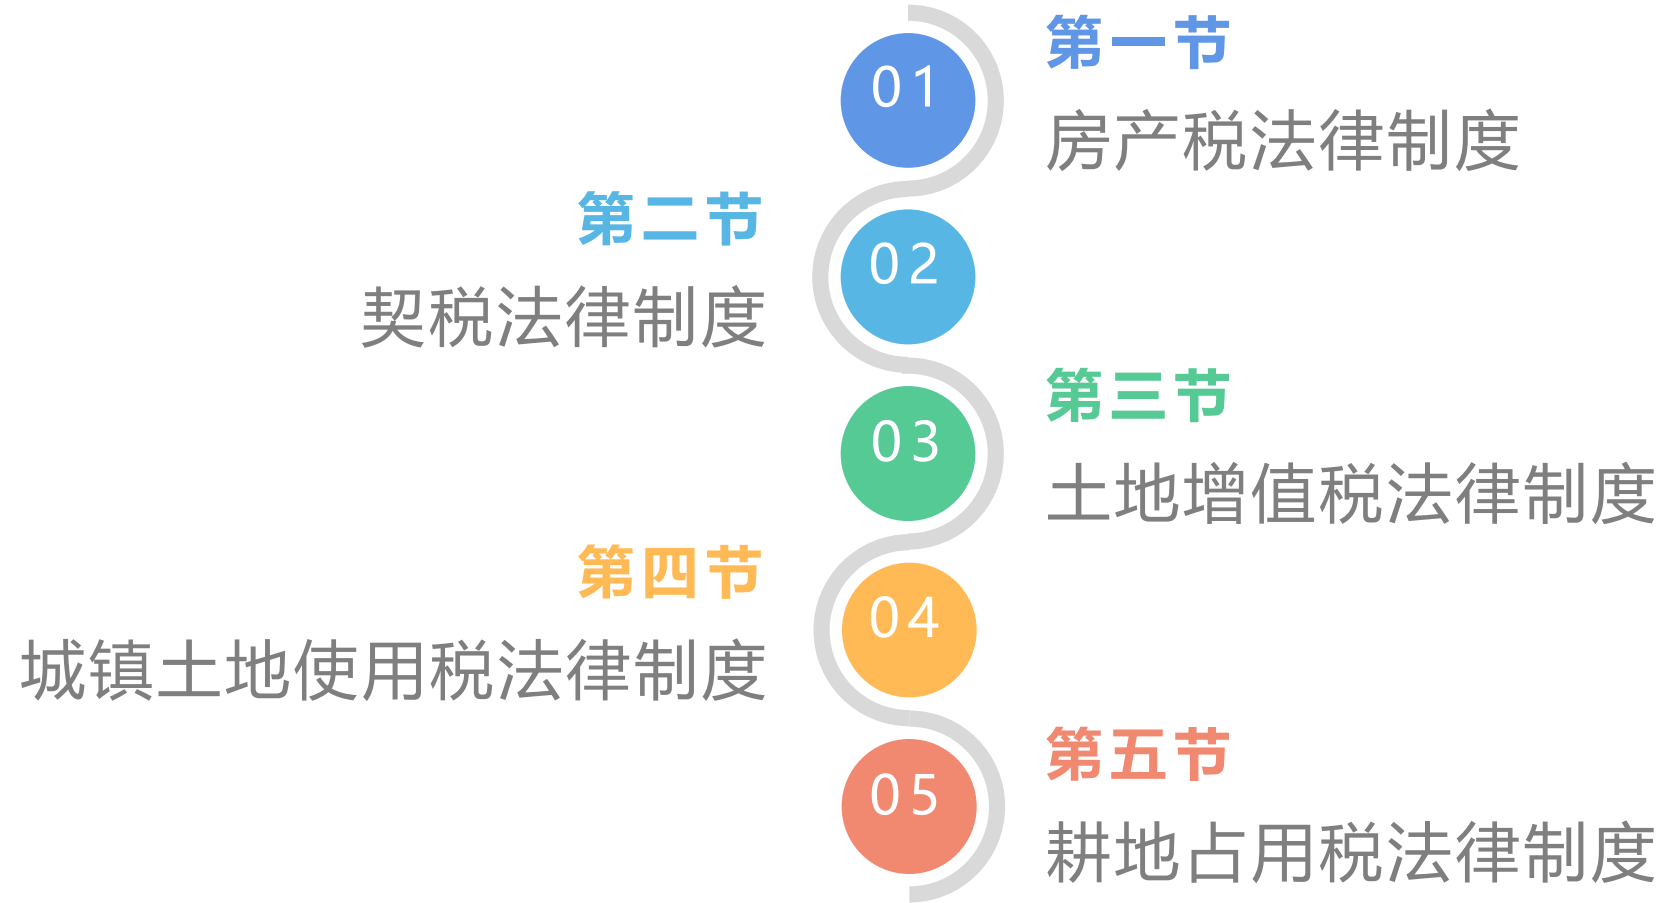 01
第一节
房产税法律制度
第二节
契税法律制度
02
03
第三节
土地增值税法律制度
第四节
城镇土地使用税法律制度
04
05
第五节
耕地占用税法律制度